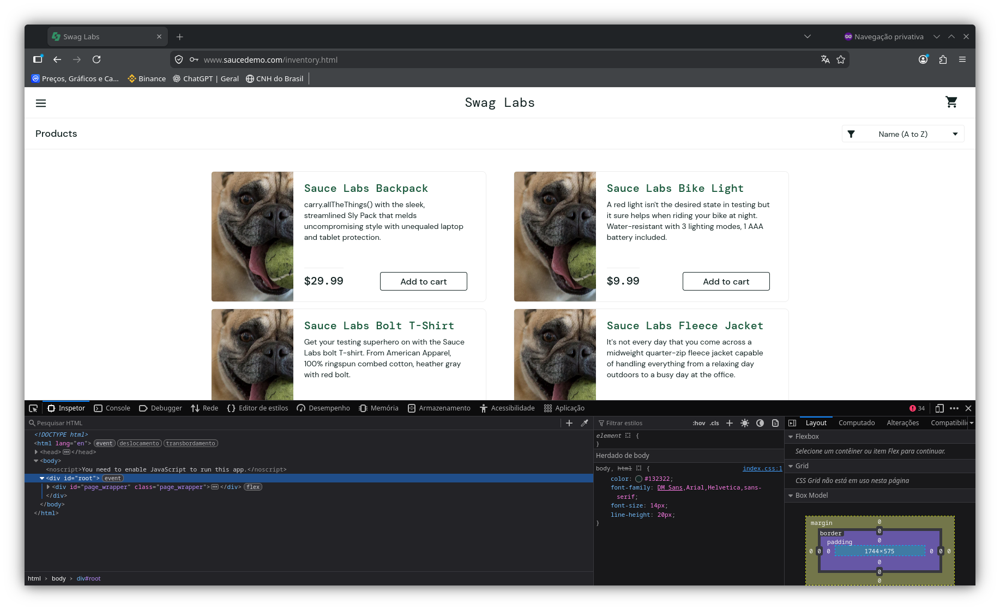 Swag Labs
Navegação privativa
www.saucedemo.com/inventory.html
Preços, Gráficos e Ca...
Binance
ChatGPT | Geral
CNH do Brasil
Swag Labs
Products
Name (A to Z)
Sauce Labs Backpack
carry.allTheThings() with the sleek,
streamlined Sly Pack that melds
uncompromising style with unequaled laptop
and tablet protection.
$29.99
Add to cart
Sauce Labs Bike Light
A red light isn't the desired state in testing but
it sure helps when riding your bike at night.
Water-resistant with 3 lighting modes, 1 AAA
battery included.
$9.99
Add to cart
Sauce Labs Bolt T-Shirt
Get your testing superhero on with the Sauce
Labs bolt T-shirt. From American Apparel,
100% ringspun combed cotton, heather gray
with red bolt.
Sauce Labs Fleece Jacket
It's not every day that you come across a
midweight quarter-zip fleece jacket capable
of handling everything from a relaxing day
outdoors to a busy day at the office.
Inspetor
Console
Debugger
Rede
Editor de estilos
Desempenho
Memória
Armazenamento
Acessibilidade
Aplicação
34
Pesquisar HTML
<!DOCTYPE html>
<html lang="en"> event deslocamento transbordamento
<head>
</head>
<body>
<noscript>You need to enable JavaScript to run this app.</noscript>
<div id="root"> event
<div id="page_wrapper" class="page_wrapper"> </div> flex
</div>
</body>
</html>
html › body › div#root
Filtrar estilos
:hov .cls
element {
}
Herdado de body
body, html {
index.css:1
color: #132322;
font-family: DM Sans,Arial,Helvetica,sans-
serif;
font-size: 14px;
line-height: 20px;
}
Layout
Computado
Alterações
Compatibili
Flexbox
Selecione um contêiner ou item Flex para continuar.
Grid
CSS Grid não está em uso nesta página
Box Model
margin 0
border 0
padding 0
0 0 0 1744×575 0 0 0
0
0
0